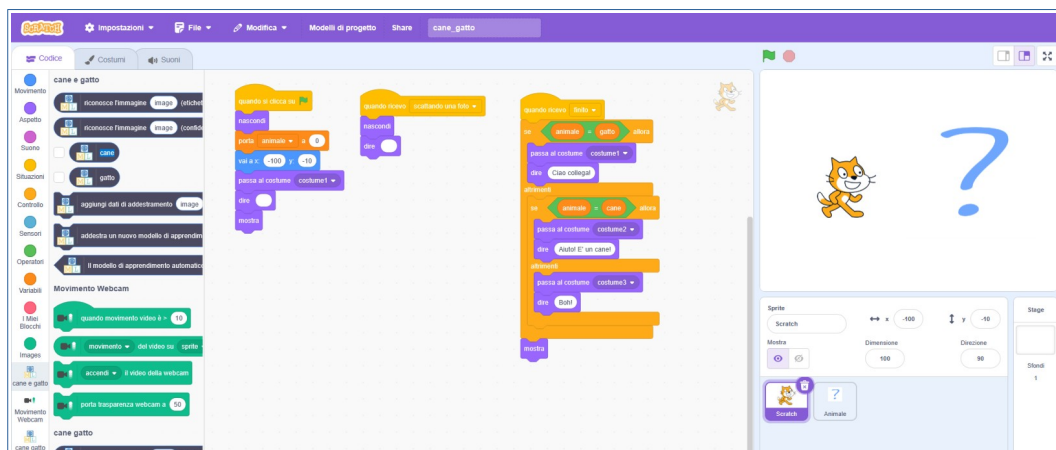 SCRATCH Impostazioni File Modifica Modelli di progetto Share cane_gatto
Codice Costumi Suoni
Movimento
Aspetto
Suono
Situazioni
Controllo
Sensori
Operatori
Variabili
I Miei
Blocchi
Images
cane e gatto
Movimento
Webcam
cane gatto
cane e gatto
riconosce l'immagine image (etichet
riconosce l'immagine image (confide
cane
gatto
aggiungi dati di addestramento image
addestra un nuovo modello di apprendim
Il modello di apprendimento automatico
Movimento Webcam
quando movimento video è > 10
movimento del video su sprite
accendi il video della webcam
porta trasparenza webcam a 50
cane gatto
quando si clicca su
nascondi
porta animale a 0
vai a x: -100 y: -10
passa al costume costume1
dire
mostra
quando ricevo scattando una foto
nascondi
dire
quando ricevo finito
se animale = gatto allora
passa al costume costume1
dire Ciao collega!
altrimenti
se animale = cane allora
passa al costume costume2
dire Aiuto! E' un cane!
altrimenti
passa al costume costume3
dire Boh!
mostra
?
Sprite
Scratch x -100 y -10
Mostra Dimensione Direzione
100 90
Scratch
? Animale
Stage
Sfondi
1